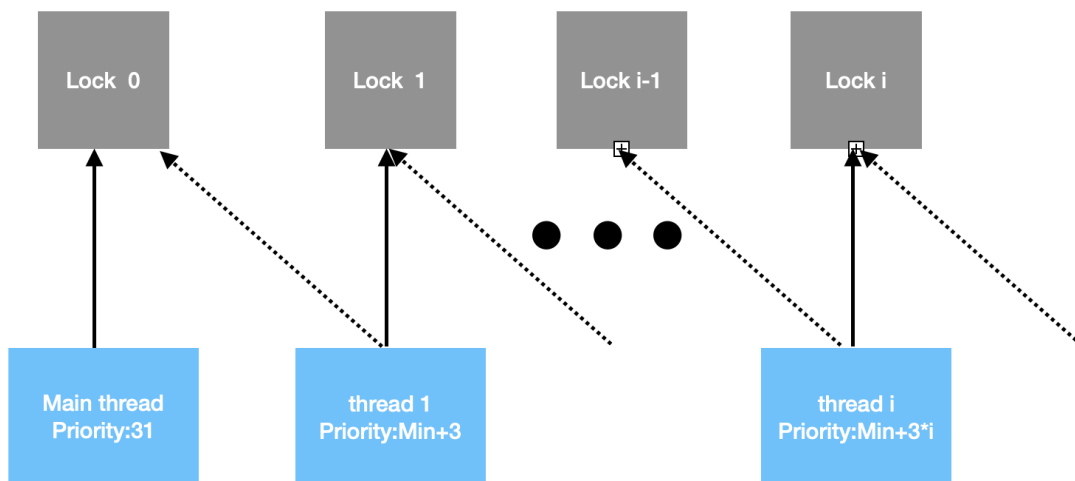 Lock 0
Lock 1
Lock i-1
Lock i
Main thread
Priority:31
thread 1
Priority:Min+3
thread i
Priority:Min+3*i